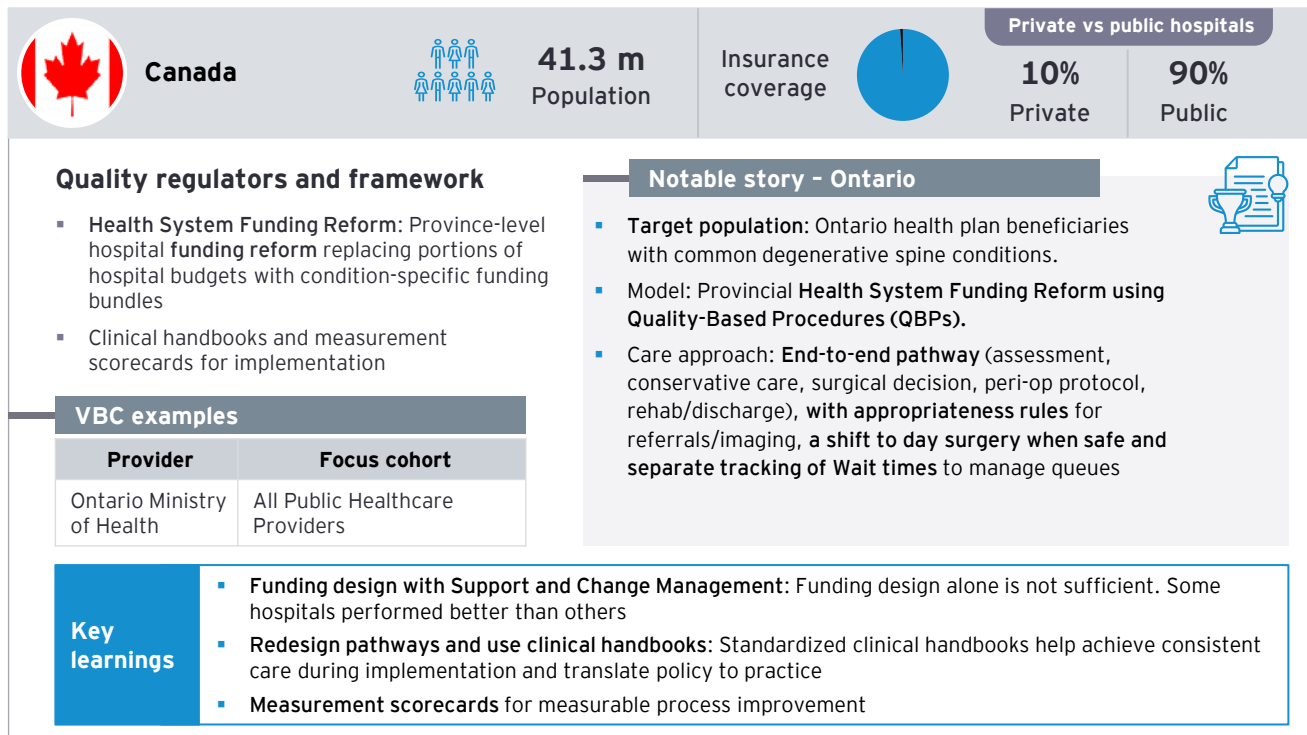 Canada
41.3 m
Population
Insurance
coverage
Private vs public hospitals
10%
Private
90%
Public
Quality regulators and framework
▪ Health System Funding Reform: Province-level
hospital funding reform replacing portions of
hospital budgets with condition-specific funding
bundles
▪ Clinical handbooks and measurement
scorecards for implementation
VBC examples
Provider Focus cohort
Ontario Ministry
of Health
All Public Healthcare
Providers
Notable story – Ontario
▪ Target population: Ontario health plan beneficiaries
with common degenerative spine conditions.
▪ Model: Provincial Health System Funding Reform using
Quality-Based Procedures (QBPs).
▪ Care approach: End-to-end pathway (assessment,
conservative care, surgical decision, peri-op protocol,
rehab/discharge), with appropriateness rules for
referrals/imaging, a shift to day surgery when safe and
separate tracking of Wait times to manage queues
Key
learnings
▪ Funding design with Support and Change Management: Funding design alone is not sufficient. Some
hospitals performed better than others
▪ Redesign pathways and use clinical handbooks: Standardized clinical handbooks help achieve consistent
care during implementation and translate policy to practice
▪ Measurement scorecards for measurable process improvement